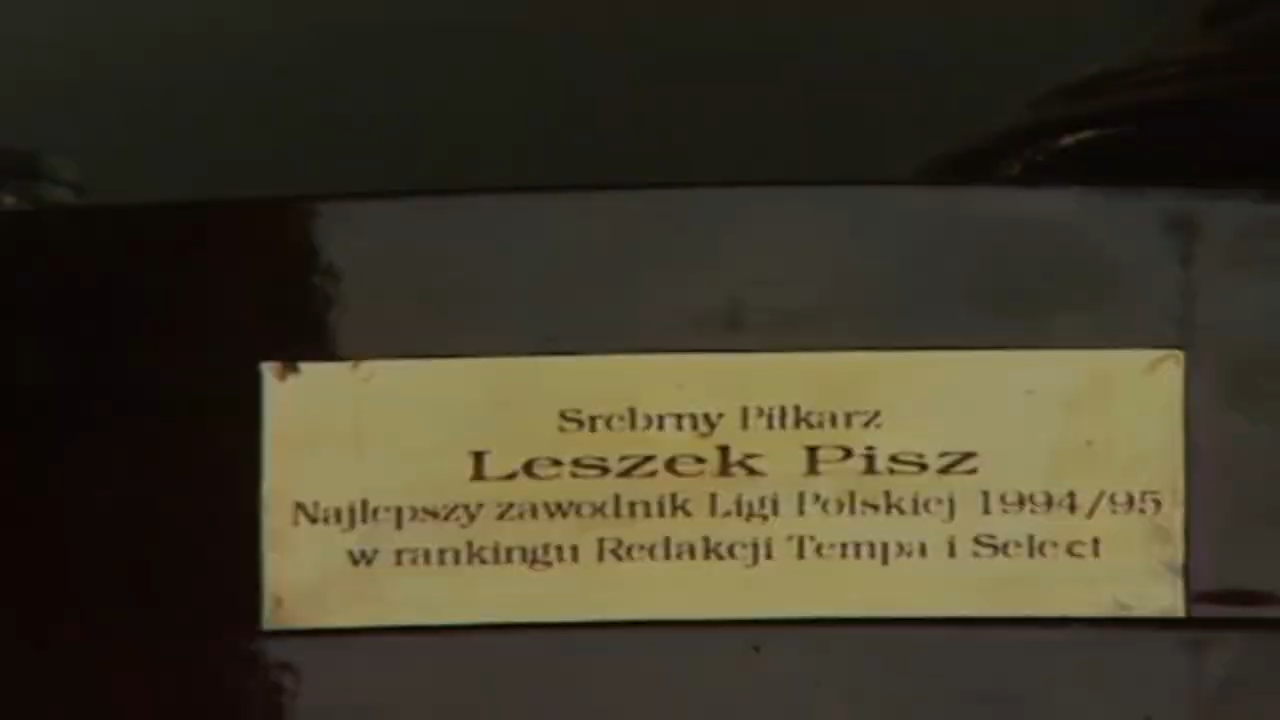 Srebrny Piłkarz
Leszek Pisz
Najlepszy zawodnik Ligi Polskiej 1994/95
w rankingu Redakcji Tempa i Select